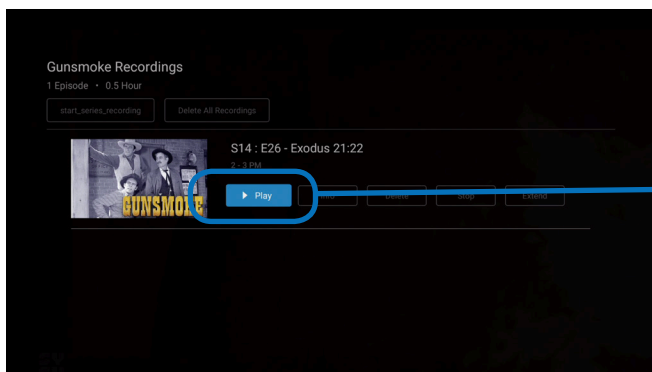 Gunsmoke Recordings
1 Episode • 0.5 Hour
start_series_recording Delete All Recordings
S14 : E26 - Exodus 21:22
2 - 3 PM
Play Info Delete Stop Extend
GUNSMOKE